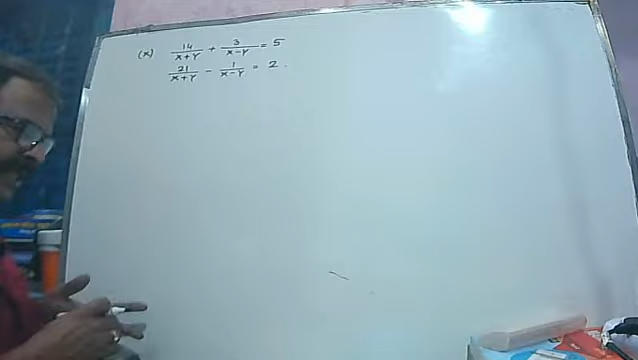 (x) 14/x+y + 3/x-y = 5
21/x+y - 1/x-y = 2.